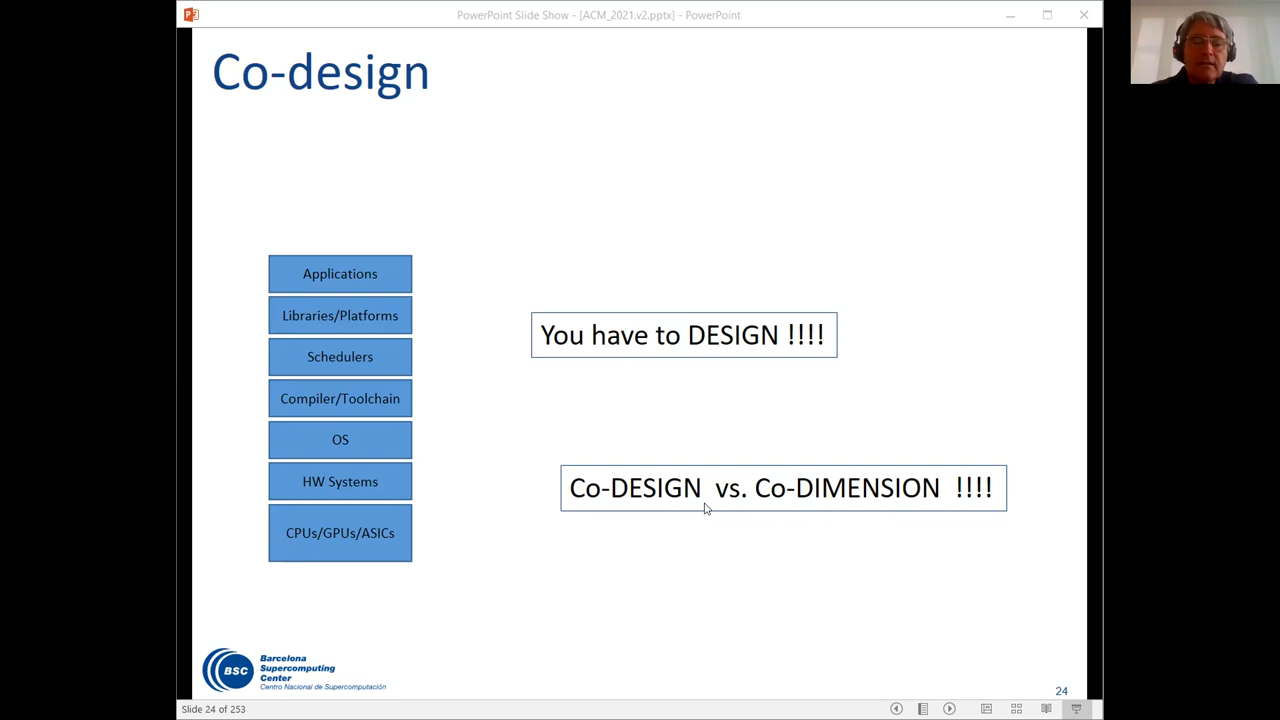 PowerPoint Slide Show - [ACM_2021.v2.pptx] - PowerPoint
Co-design
Applications
Libraries/Platforms
Schedulers
Compiler/Toolchain
OS
HW Systems
CPUs/GPUs/ASICs
You have to DESIGN !!!!
Co-DESIGN vs. Co-DIMENSION !!!!
BSC
Barcelona
Supercomputing
Center
Centro Nacional de Supercomputación
24
Slide 24 of 253